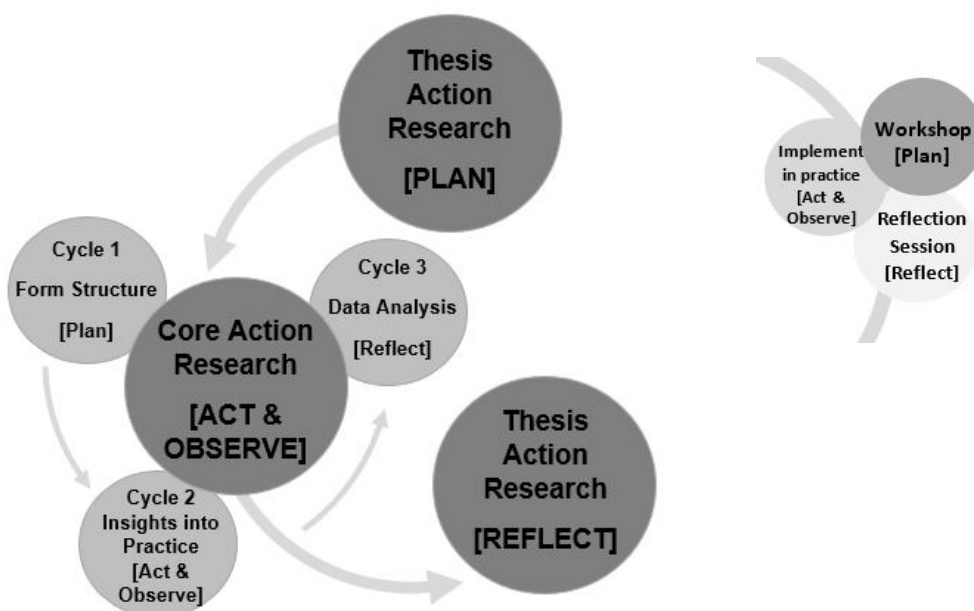 Thesis
Action
Research
[PLAN]
Cycle 1
Form Structure
[Plan]
Core Action
Research
[ACT &
OBSERVE]
Cycle 3
Data Analysis
[Reflect]
Cycle 2
Insights into
Practice
[Act &
Observe]
Thesis
Action
Research
[REFLECT]
Workshop
[Plan]
Implement
in practice
[Act &
Observe]
Reflection
Session
[Reflect]